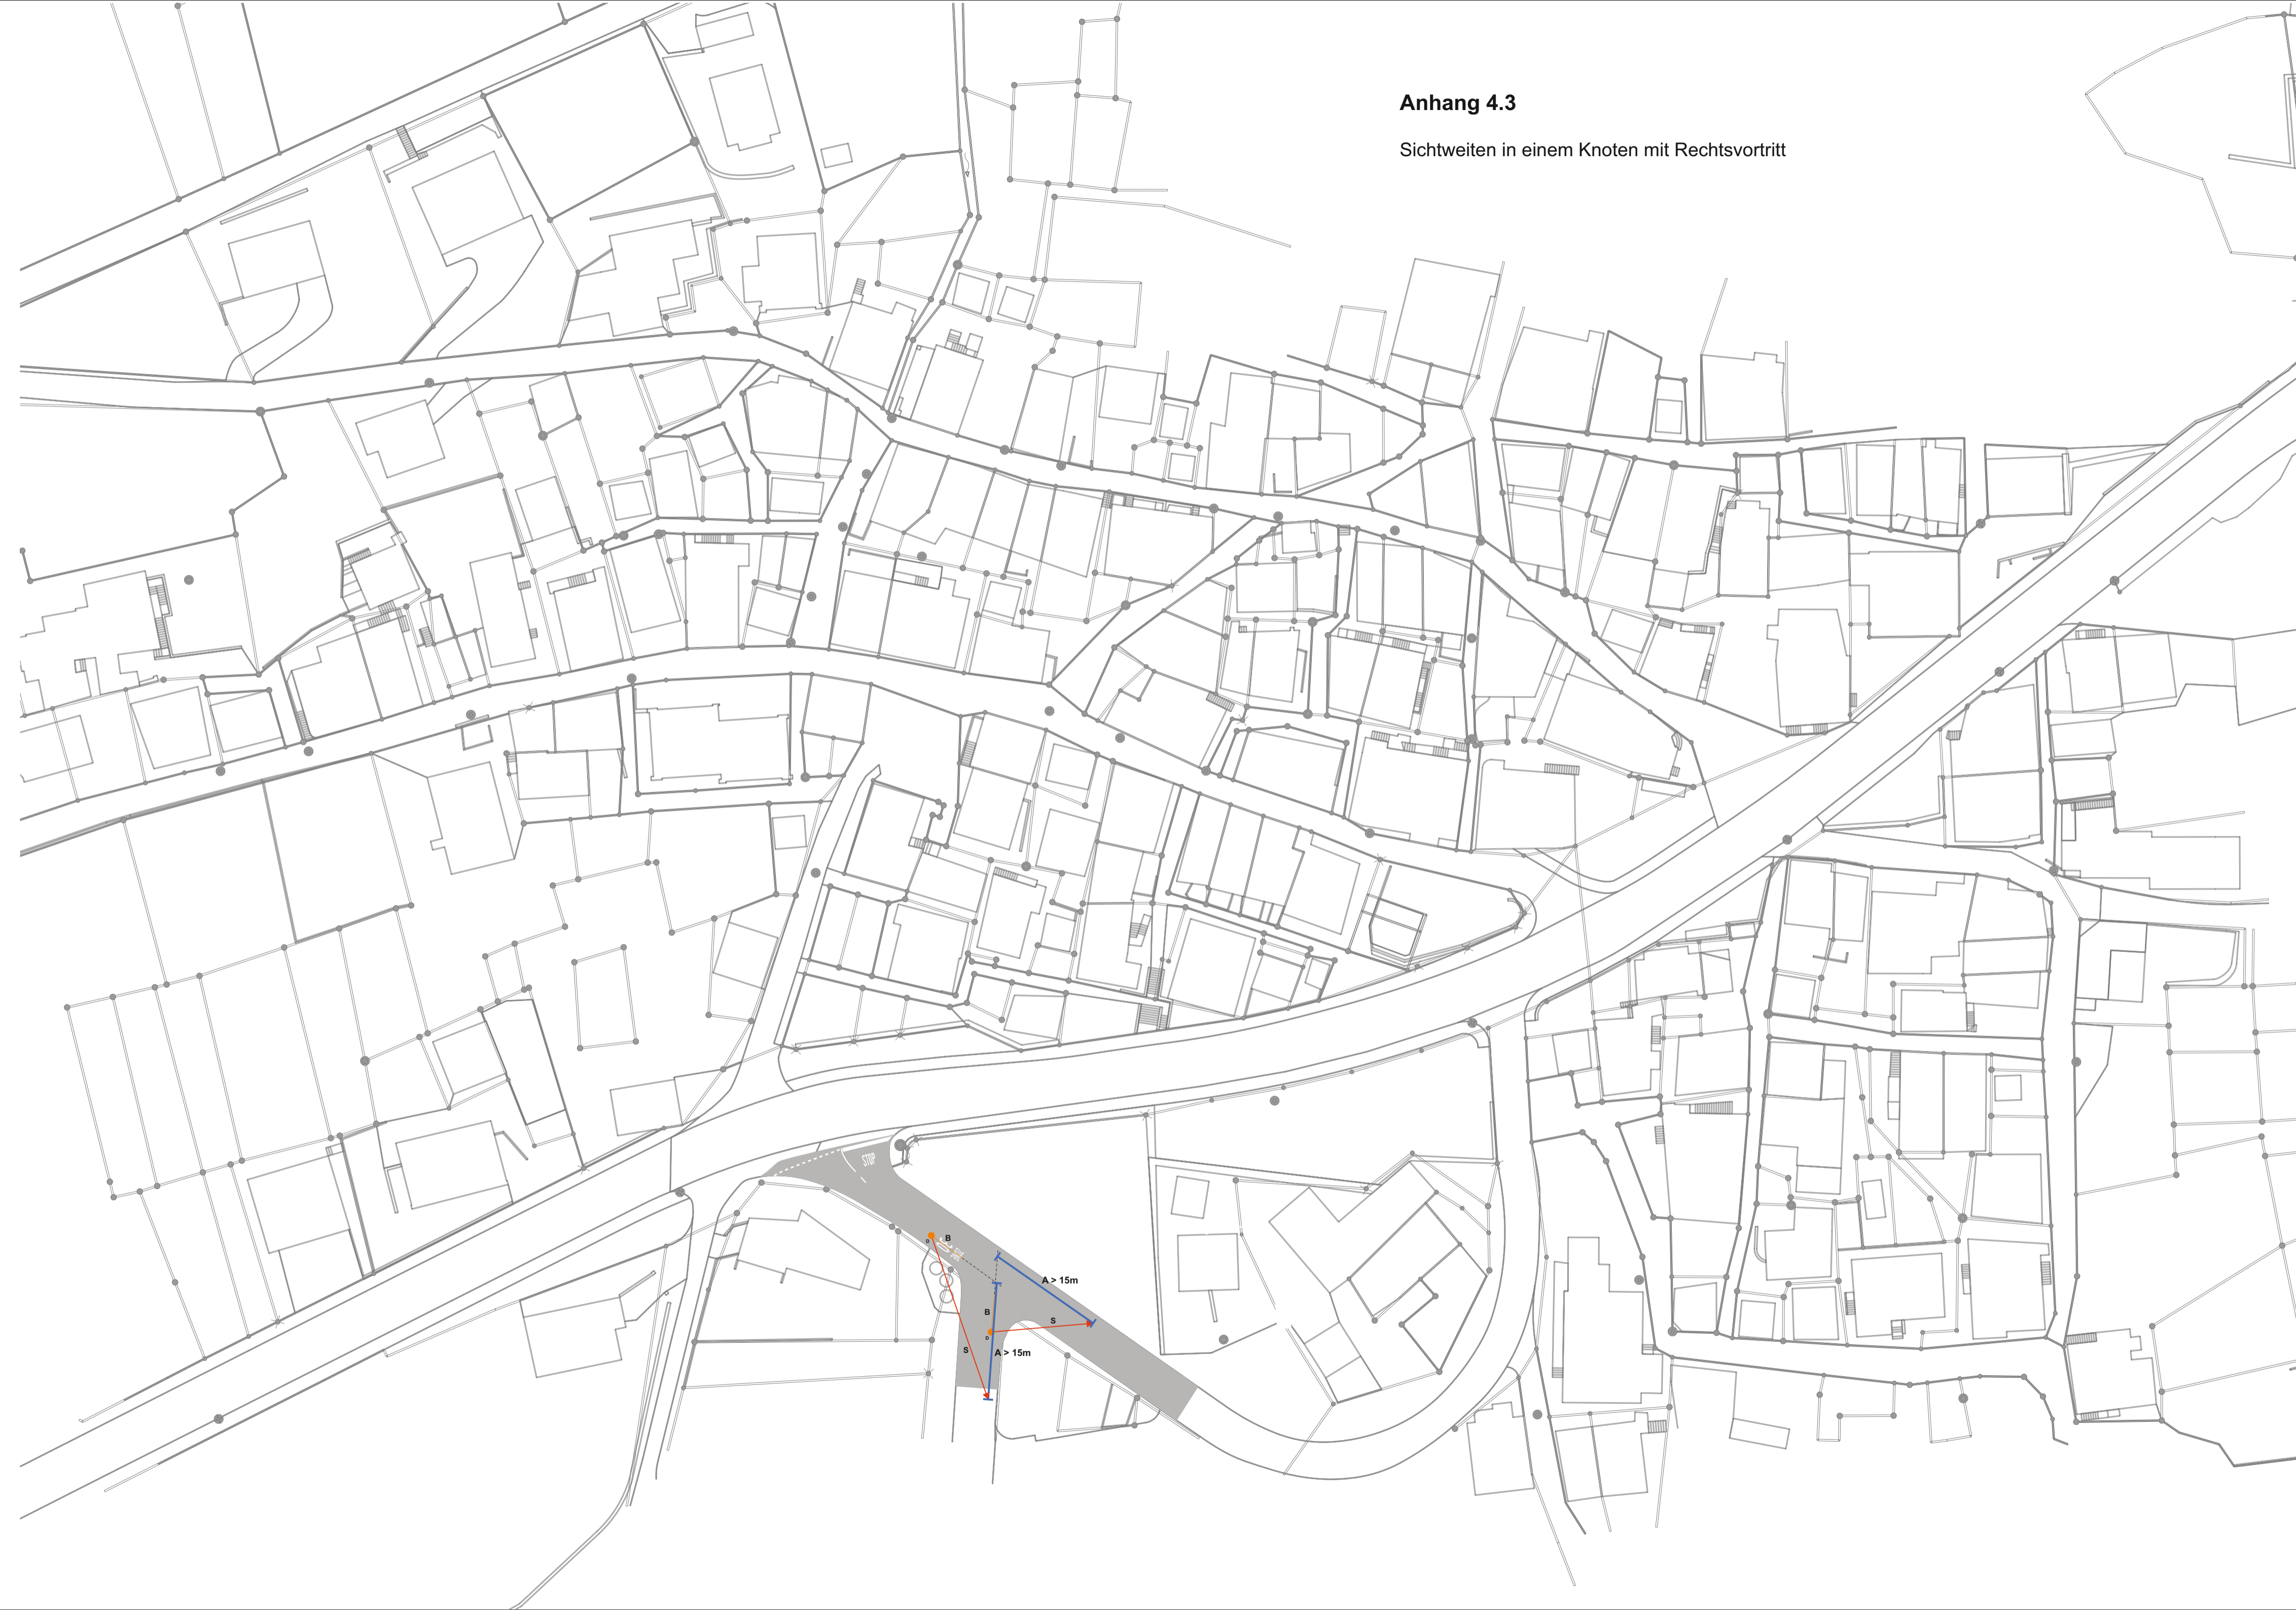 Anhang 4.3
Sichtweiten in einem Knoten mit Rechtsvortritt
STOP
B
D
A > 15m
B
S
D
S
A > 15m